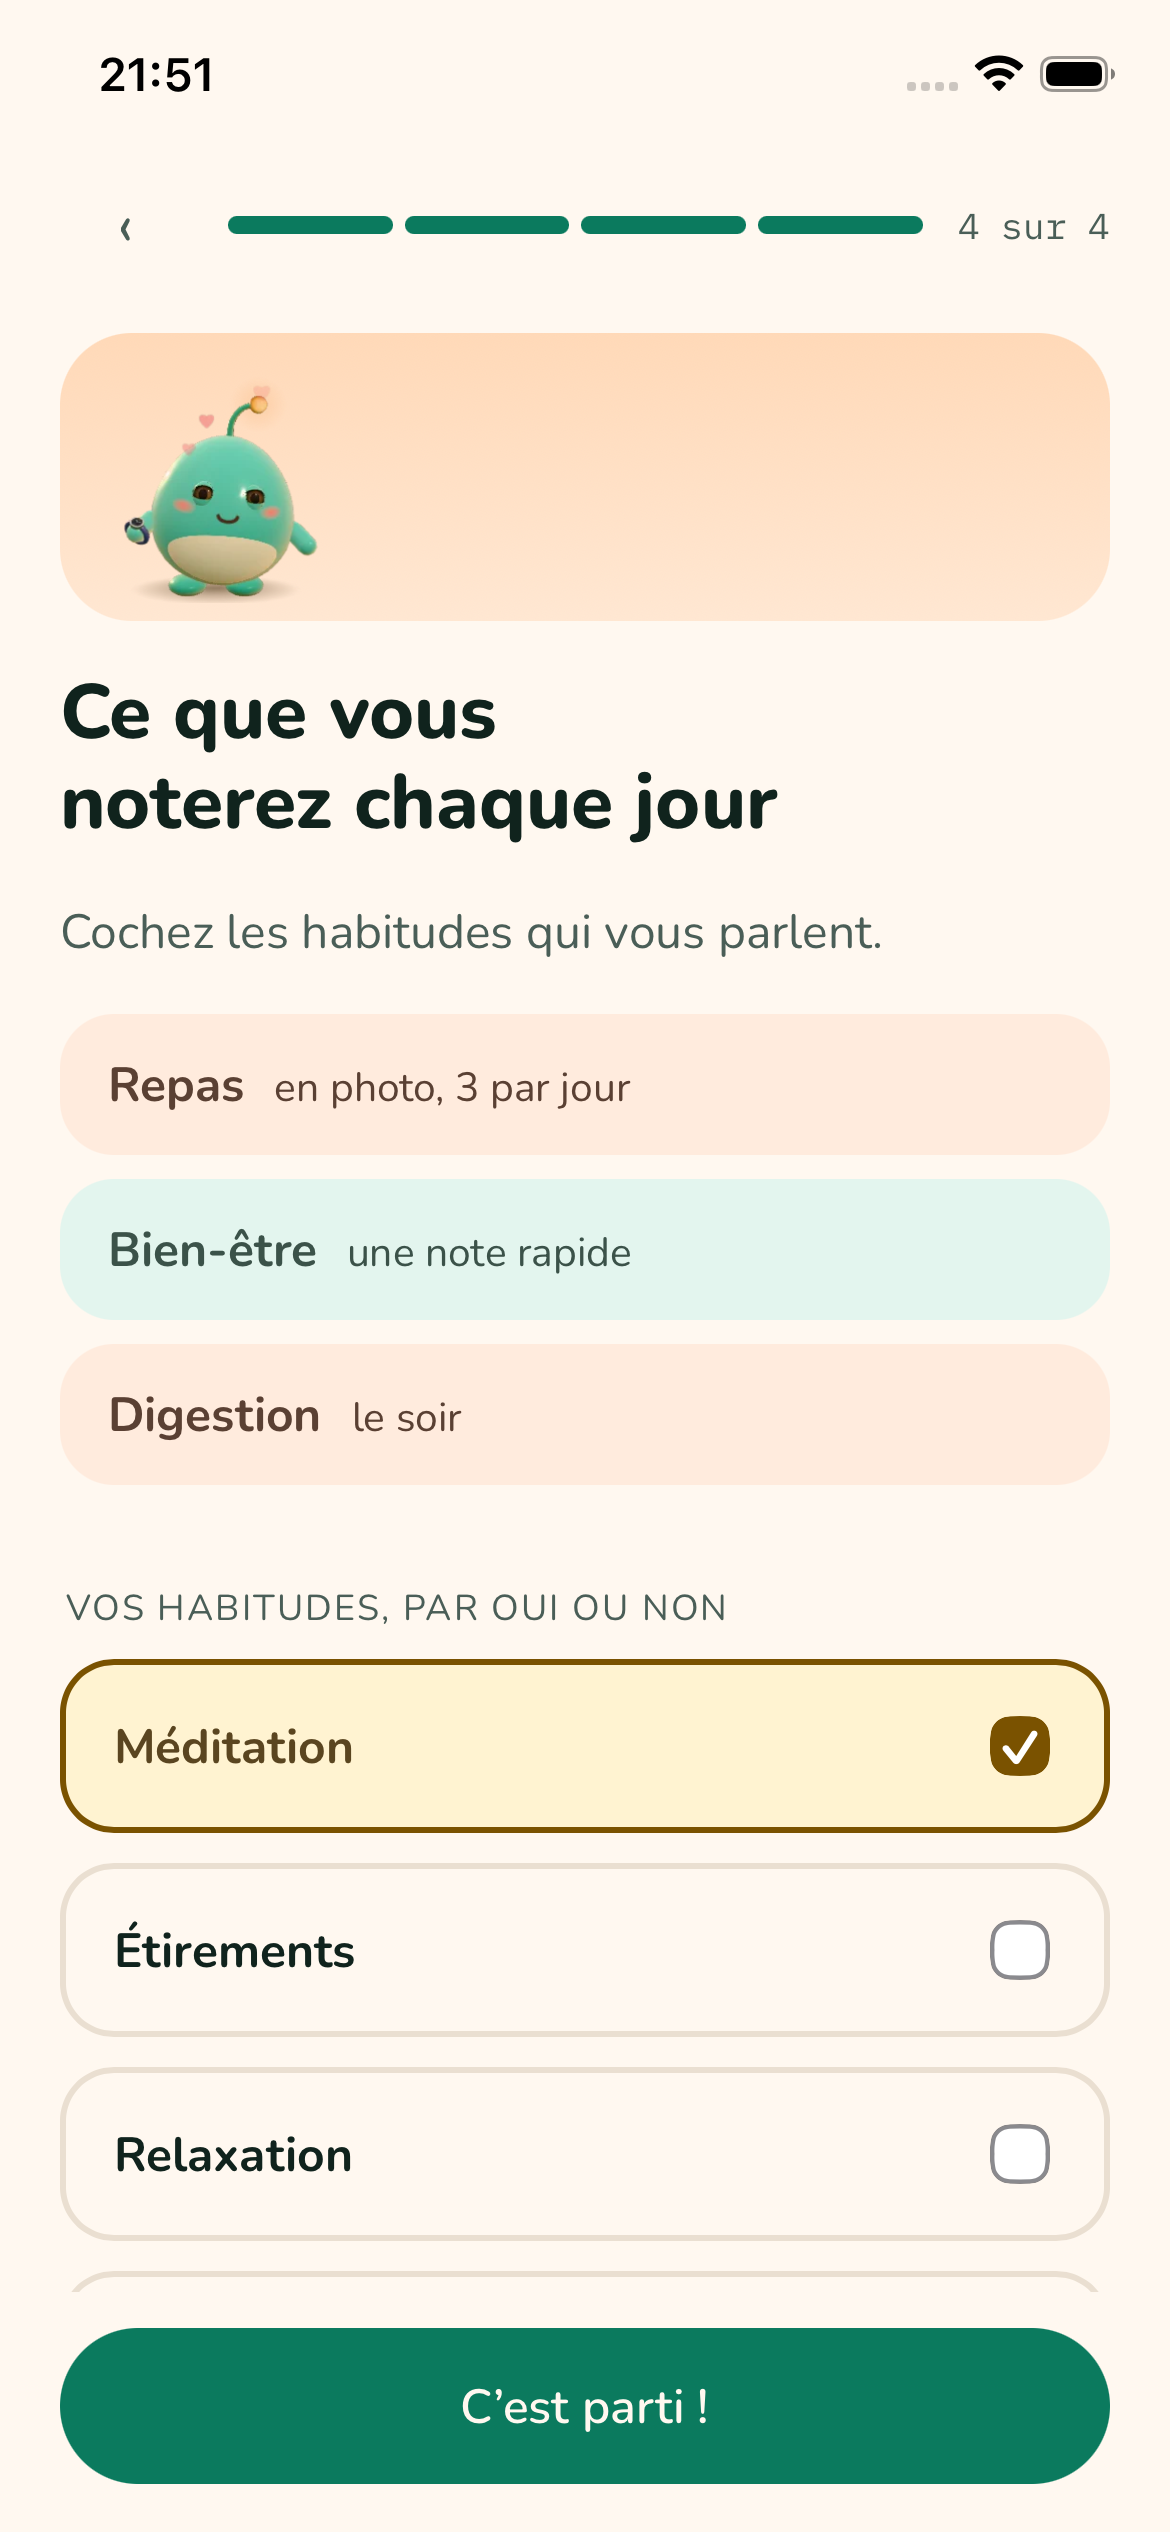 21:51
4 sur 4
Ce que vous
noterez chaque jour
Cochez les habitudes qui vous parlent.
Repas en photo, 3 par jour
Bien-être une note rapide
Digestion le soir
VOS HABITUDES, PAR OUI OU NON
Méditation
Étirements
Relaxation
C’est parti !